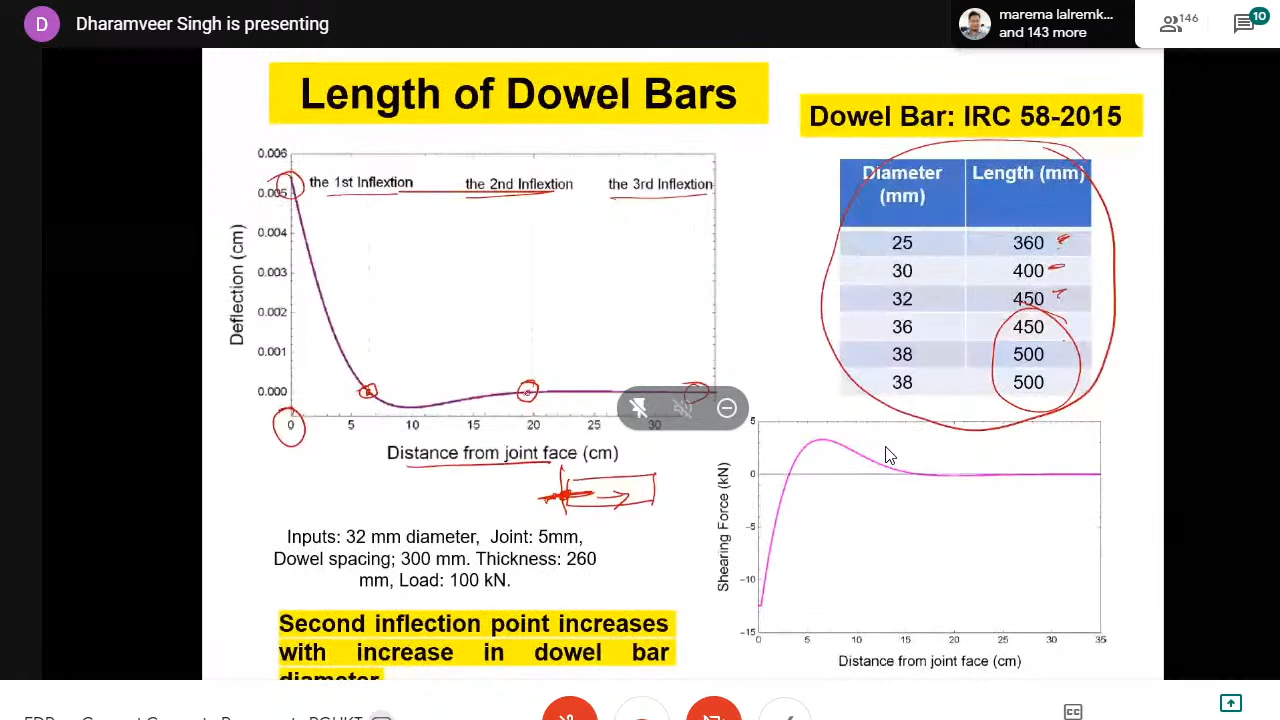 D
Dharamveer Singh is presenting
marema lalremk...
and 143 more
146
10
Length of Dowel Bars
Dowel Bar: IRC 58-2015
0.006
0.005
0.004
0.003
0.002
0.001
0.000
Deflection (cm)
the 1st Inflextion
the 2nd Inflextion
the 3rd Inflextion
0
5
10
15
20
25
30
Distance from joint face (cm)
Diameter (mm) Length (mm)
25 360
30 400
32 450
36 450
38 500
38 500
5
0
-5
-10
-15
Shearing Force (kN)
0
5
10
15
20
25
30
35
Distance from joint face (cm)
Inputs: 32 mm diameter, Joint: 5mm,
Dowel spacing; 300 mm. Thickness: 260
mm, Load: 100 kN.
Second inflection point increases
with increase in dowel bar
diameter
CC